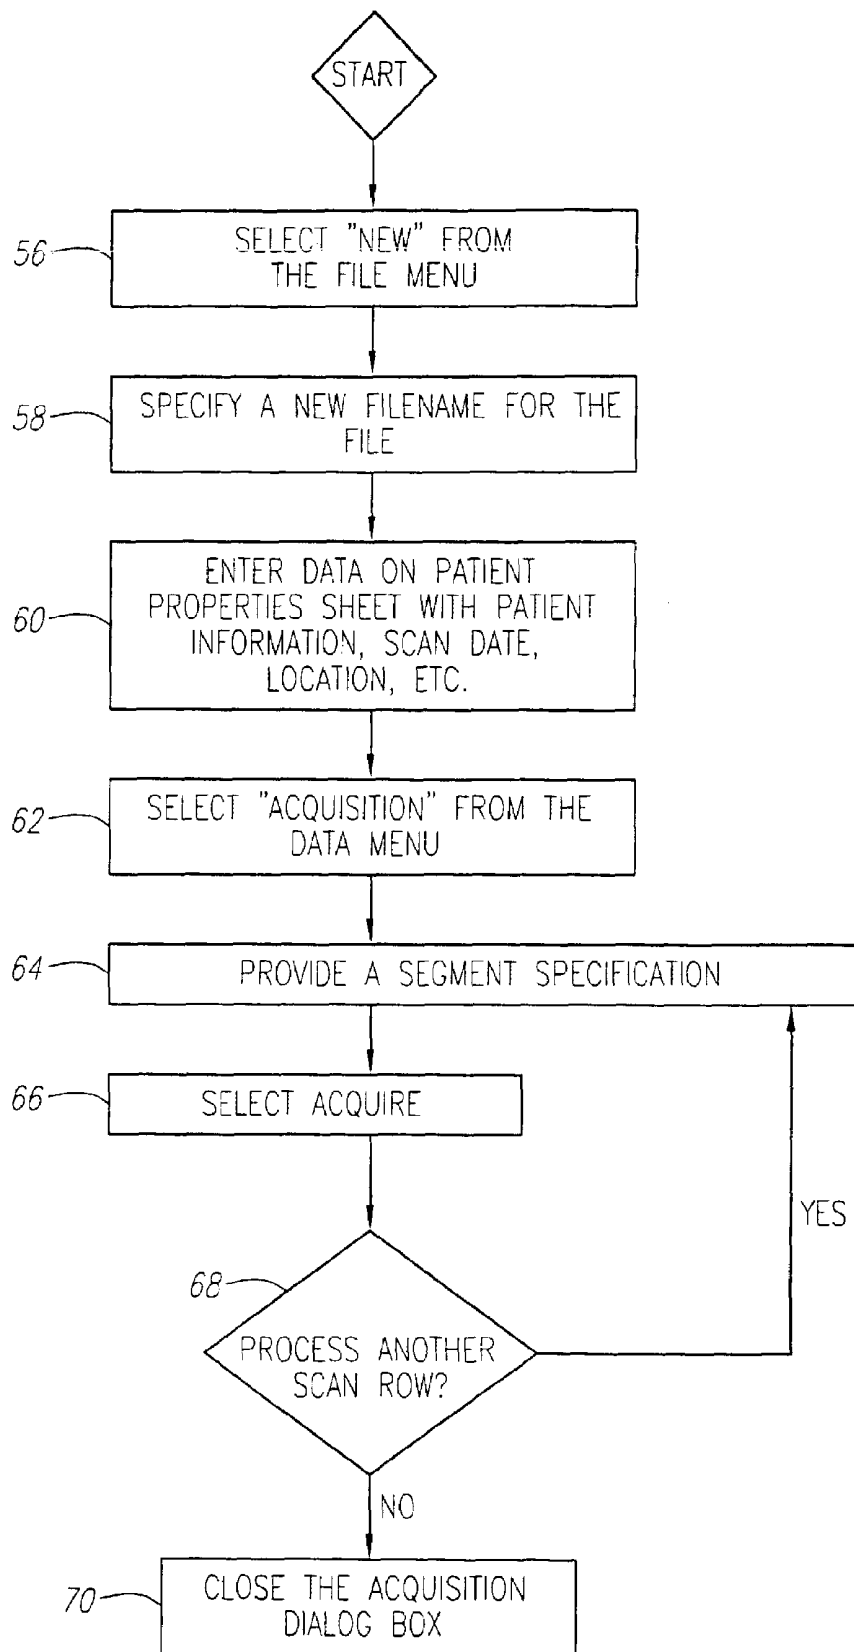 START
56
SELECT "NEW" FROM
THE FILE MENU
58
SPECIFY A NEW FILENAME FOR THE
FILE
60
ENTER DATA ON PATIENT
PROPERTIES SHEET WITH PATIENT
INFORMATION, SCAN DATE,
LOCATION, ETC.
62
SELECT "ACQUISITION" FROM THE
DATA MENU
64
PROVIDE A SEGMENT SPECIFICATION
66
SELECT ACQUIRE
YES
68
PROCESS ANOTHER
SCAN ROW?
NO
70
CLOSE THE ACQUISITION
DIALOG BOX